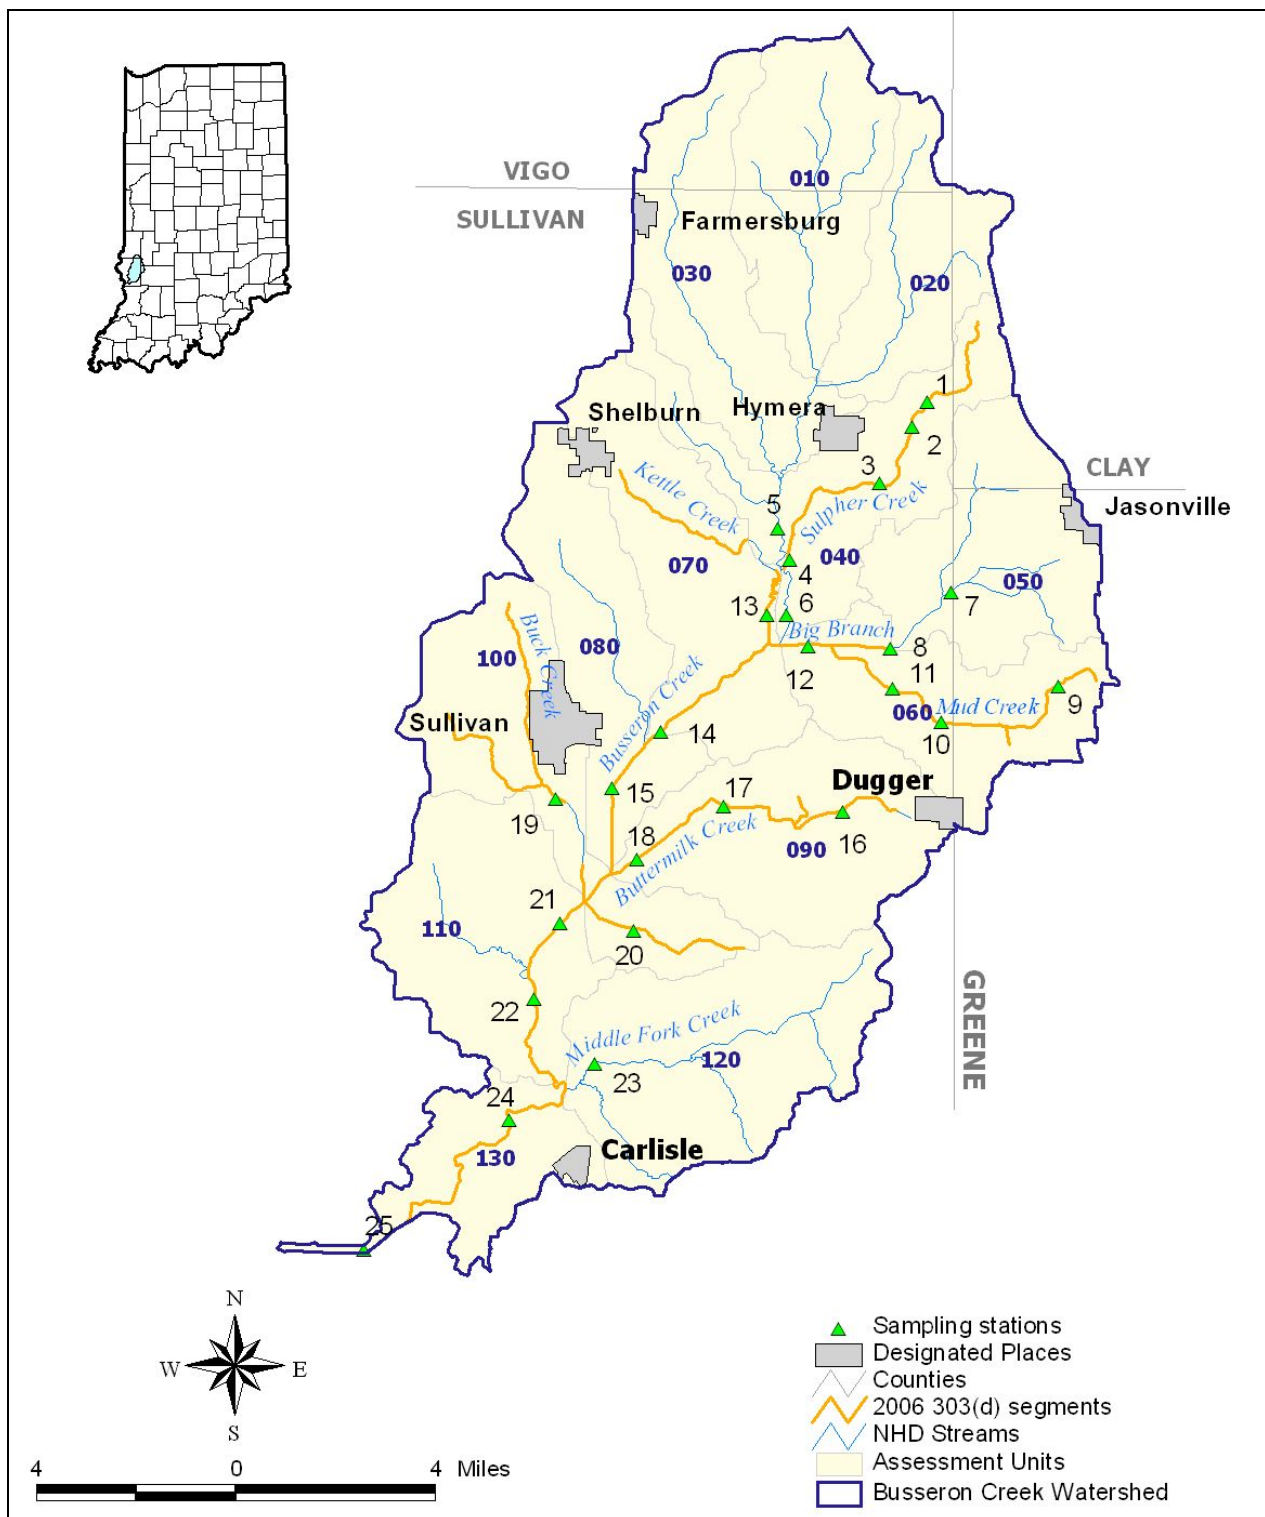 VIGO
010
SULLIVAN
Farmersburg
030
020
1
Shelburn
Hymera
2
CLAY
Kettle Creek
3
Sulpher Creek
Jasonville
5
070
4
040
050
13
6
7
Buck Creek
Big Branch
100
080
8
12
11
Busseron Creek
060
Mud Creek
9
Sullivan
14
10
Dugger
15
17
19
18
Buttermilk Creek
090
16
21
110
20
22
GREENE
Middle Fork Creek
120
23
24
130
Carlisle
25
N
W
E
S
Sampling stations
Designated Places
Counties
2006 303(d) segments
NHD Streams
Assessment Units
Busseron Creek Watershed
4 0 4 Miles